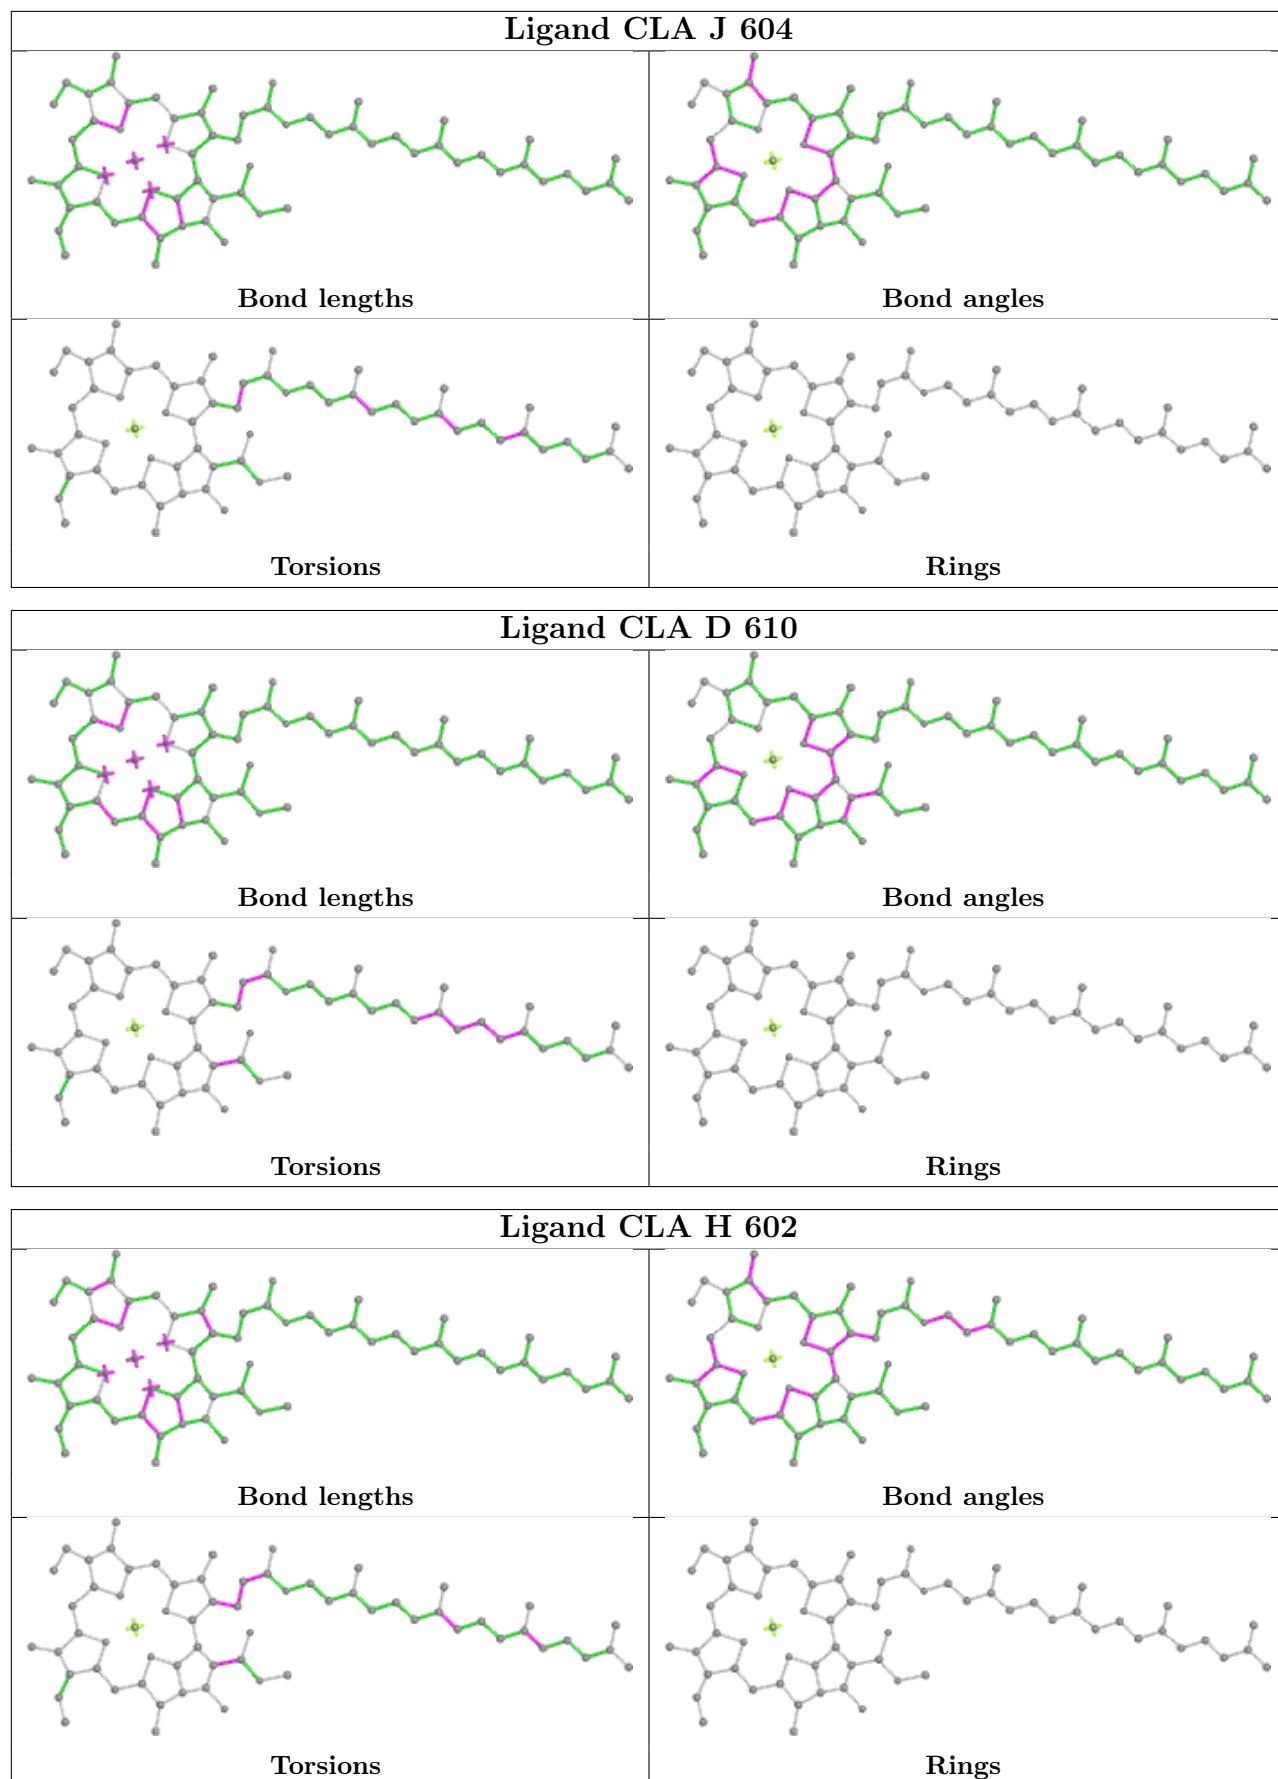 Ligand CLA J 604
Bond lengths
Bond angles
Torsions
Rings
Ligand CLA D 610
Bond lengths
Bond angles
Torsions
Rings
Ligand CLA H 602
Bond lengths
Bond angles
Torsions
Rings